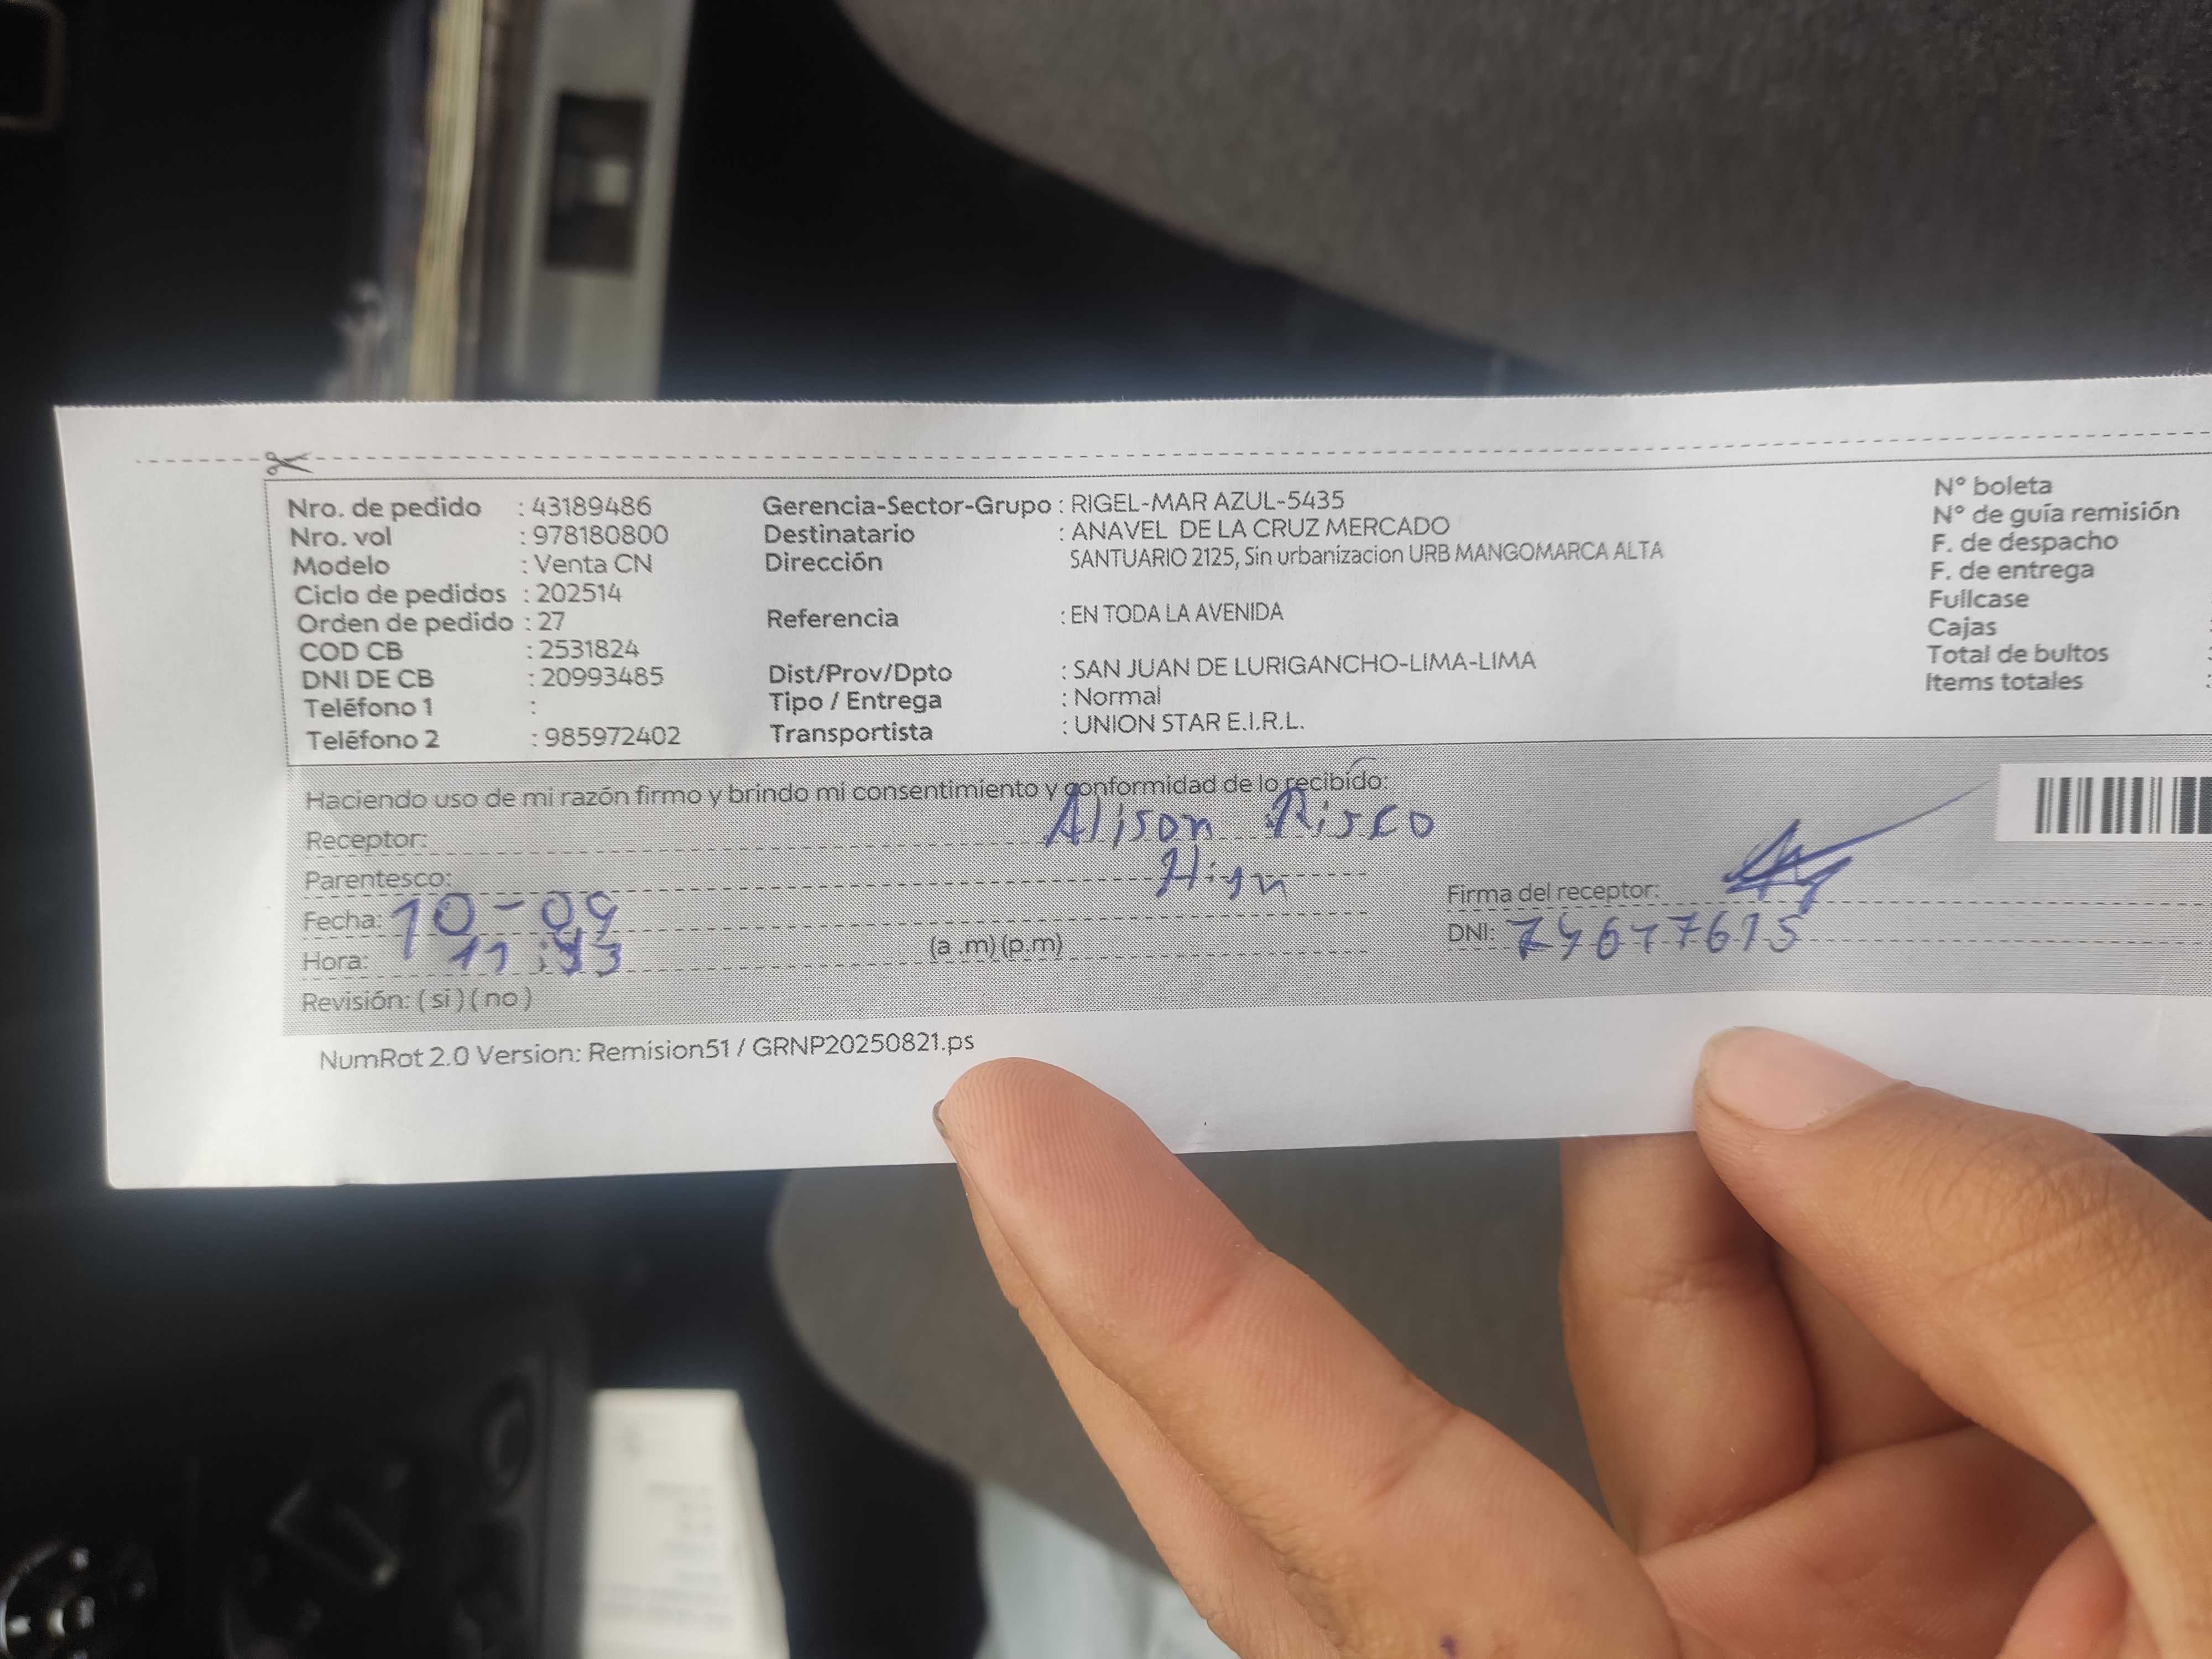 Nro. de pedido : 43189486
Nro. vol : 978180800
Modelo : Venta CN
Ciclo de pedidos : 202514
Orden de pedido : 27
COD CB : 2531824
DNI DE CB : 20993485
Teléfono 1 :
Teléfono 2 : 985972402
Gerencia-Sector-Grupo : RIGEL-MAR AZUL-5435
Destinatario : ANAVEL DE LA CRUZ MERCADO
Dirección SANTUARIO 2125, Sin urbanizacion URB MANGOMARCA ALTA
Referencia : EN TODA LA AVENIDA
Dist/Prov/Dpto : SAN JUAN DE LURIGANCHO-LIMA-LIMA
Tipo / Entrega : Normal
Transportista : UNION STAR E.I.R.L.
N° boleta
N° de guía remisión
F. de despacho
F. de entrega
Fullcase
Cajas :
Total de bultos :
Items totales :
Haciendo uso de mi razón firmo y brindo mi consentimiento y conformidad de lo recibido:
Receptor: Alison Risco
Parentesco:
Fecha: 10-09
Hora: (a .m) (p.m)
Revisión: ( si ) ( no )
Firma del receptor:
DNI:
NumRot 2.0 Version: Remision51 / GRNP20250821.ps